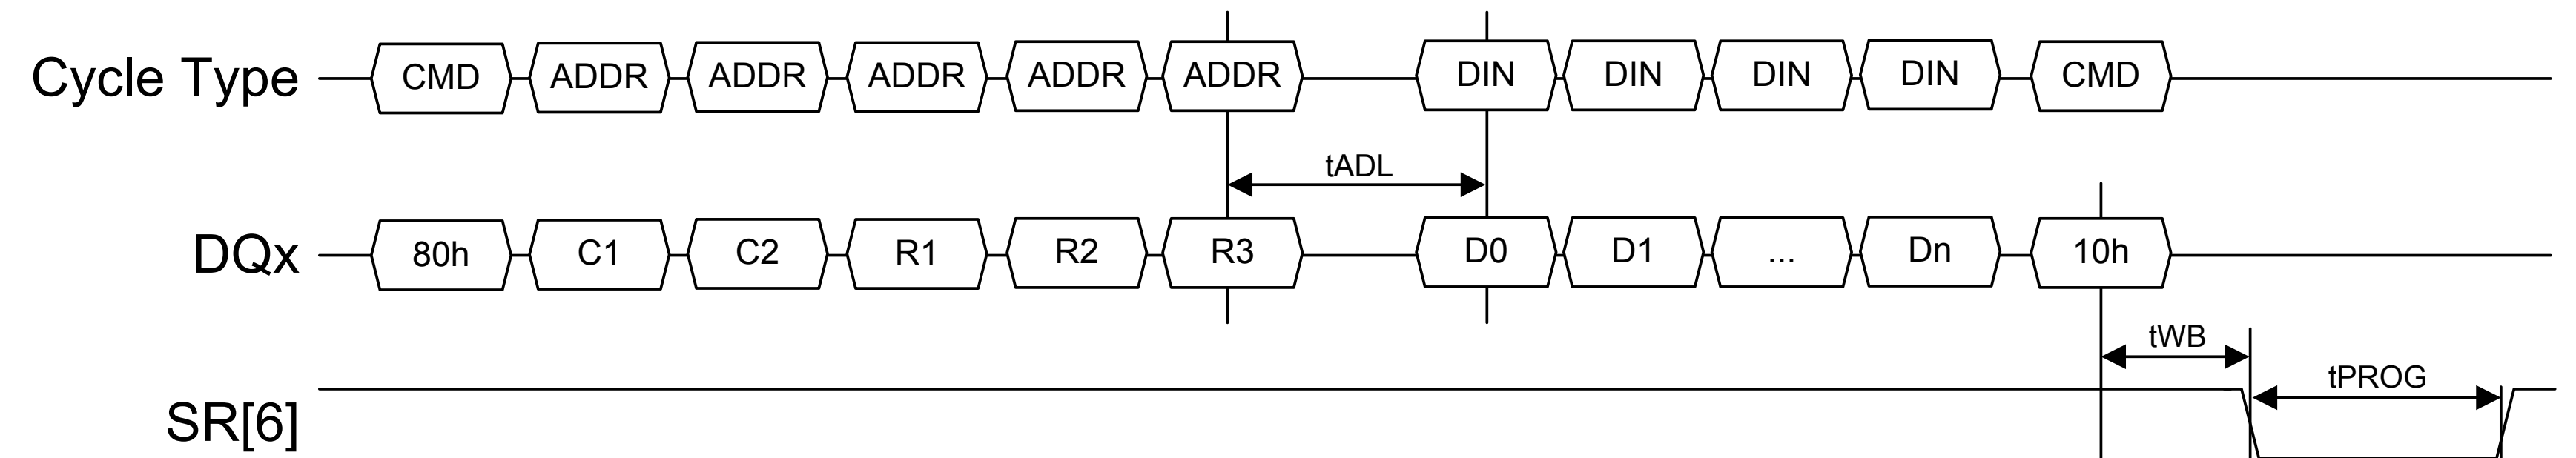 Cycle Type CMD ADDR ADDR ADDR ADDR ADDR DIN DIN DIN DIN CMD
tADL
DQx 80h C1 C2 R1 R2 R3 D0 D1 ... Dn 10h
tWB
tPROG
SR[6]